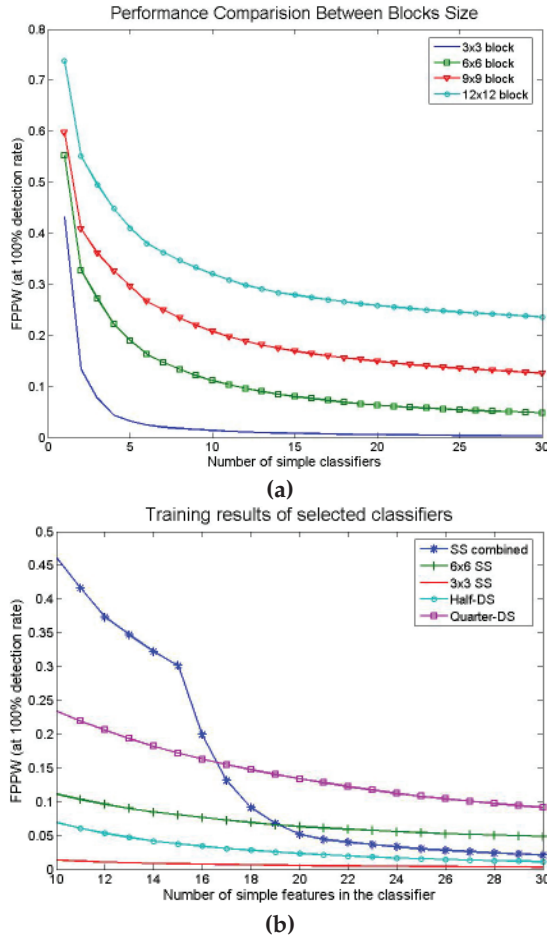 Performance Comparision Between Blocks Size
0.8
0.7
0.6
0.5
0.4
0.3
0.2
0.1
0
FPPW (at 100% detection rate)
3x3 block
6x6 block
9x9 block
12x12 block
0 5 10 15 20 25 30
Number of simple classifiers
(a)
Training results of selected classifiers
0.5
0.45
0.4
0.35
0.3
0.25
0.2
0.15
0.1
0.05
0
FPPW (at 100% detection rate)
SS combined
6x6 SS
3x3 SS
Half-DS
Quarter-DS
10 12 14 16 18 20 22 24 26 28 30
Number of simple features in the classifier
(b)